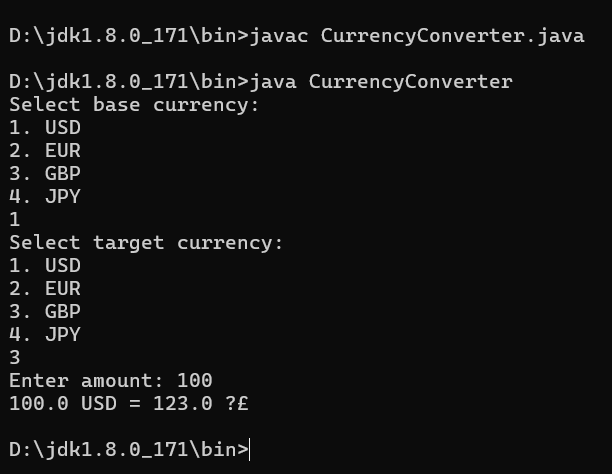 D:\jdk1.8.0_171\bin>javac CurrencyConverter.java
D:\jdk1.8.0_171\bin>java CurrencyConverter
Select base currency:
1. USD
2. EUR
3. GBP
4. JPY
1
Select target currency:
1. USD
2. EUR
3. GBP
4. JPY
3
Enter amount: 100
100.0 USD = 123.0 ?£
D:\jdk1.8.0_171\bin>